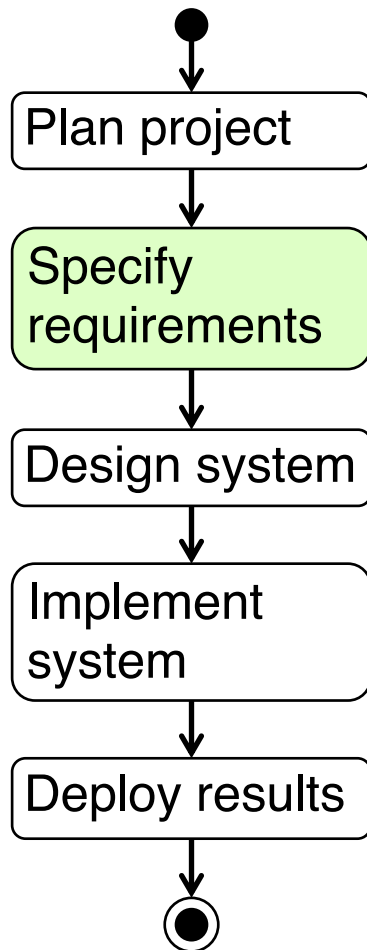 Plan project
Specify
requirements
Design system
Implement
system
Deploy results